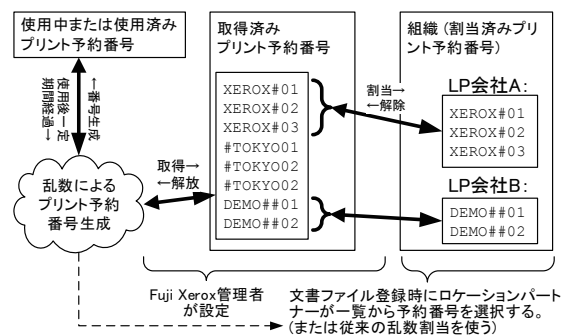 使用中または使用済み
プリント予約番号
←番号生成
使用後一定
期間経過→
乱数による
プリント予約
番号生成
取得→
←解放
取得済み
プリント予約番号
XEROX#01
XEROX#02
XEROX#03
#TOKYO01
#TOKYO02
#TOKYO02
DEMO##01
DEMO##02
割当→
←解除
組織（割当済みプリ
ント予約番号）
LP会社A：
XEROX#01
XEROX#02
XEROX#03
LP会社B：
DEMO##01
DEMO##02
Fuji Xerox管理者
が設定
文書ファイル登録時にロケーションパート
ナーが一覧から予約番号を選択する。
（または従来の乱数割当を使う）